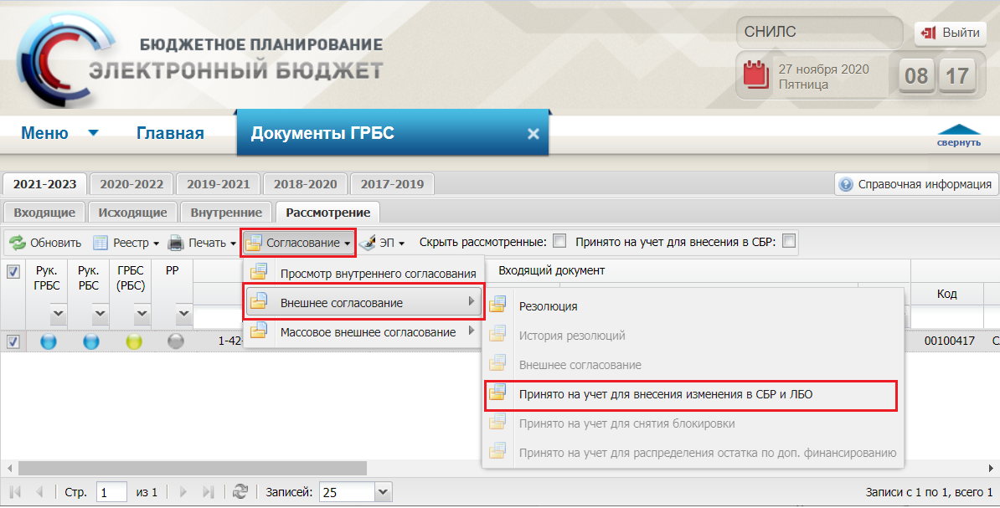 БЮДЖЕТНОЕ ПЛАНИРОВАНИЕ
ЭЛЕКТРОННЫЙ БЮДЖЕТ
СНИЛС
Выйти
27 ноября 2020
Пятница
08 17
Меню Главная Документы ГРБС
свернуть
2021-2023 2020-2022 2019-2021 2018-2020 2017-2019 Справочная информация
Входящие Исходящие Внутренние Рассмотрение
Обновить Реестр Печать Согласование ЭП Скрыть рассмотренные: Принято на учет для внесения в СБР:
Рук. ГРБС
Рук. РБС
ГРБС (РБС)
РР
Входящий документ
Код
Просмотр внутреннего согласования
Внешнее согласование
Массовое внешнее согласование
Резолюция
История резолюций
Внешнее согласование
Принято на учет для внесения изменения в СБР и ЛБО
Принято на учет для снятия блокировки
Принято на учет для распределения остатка по доп. финансированию
1-42-
00100417
Стр. 1 из 1 Записей: 25 Записи с 1 по 1, всего 1